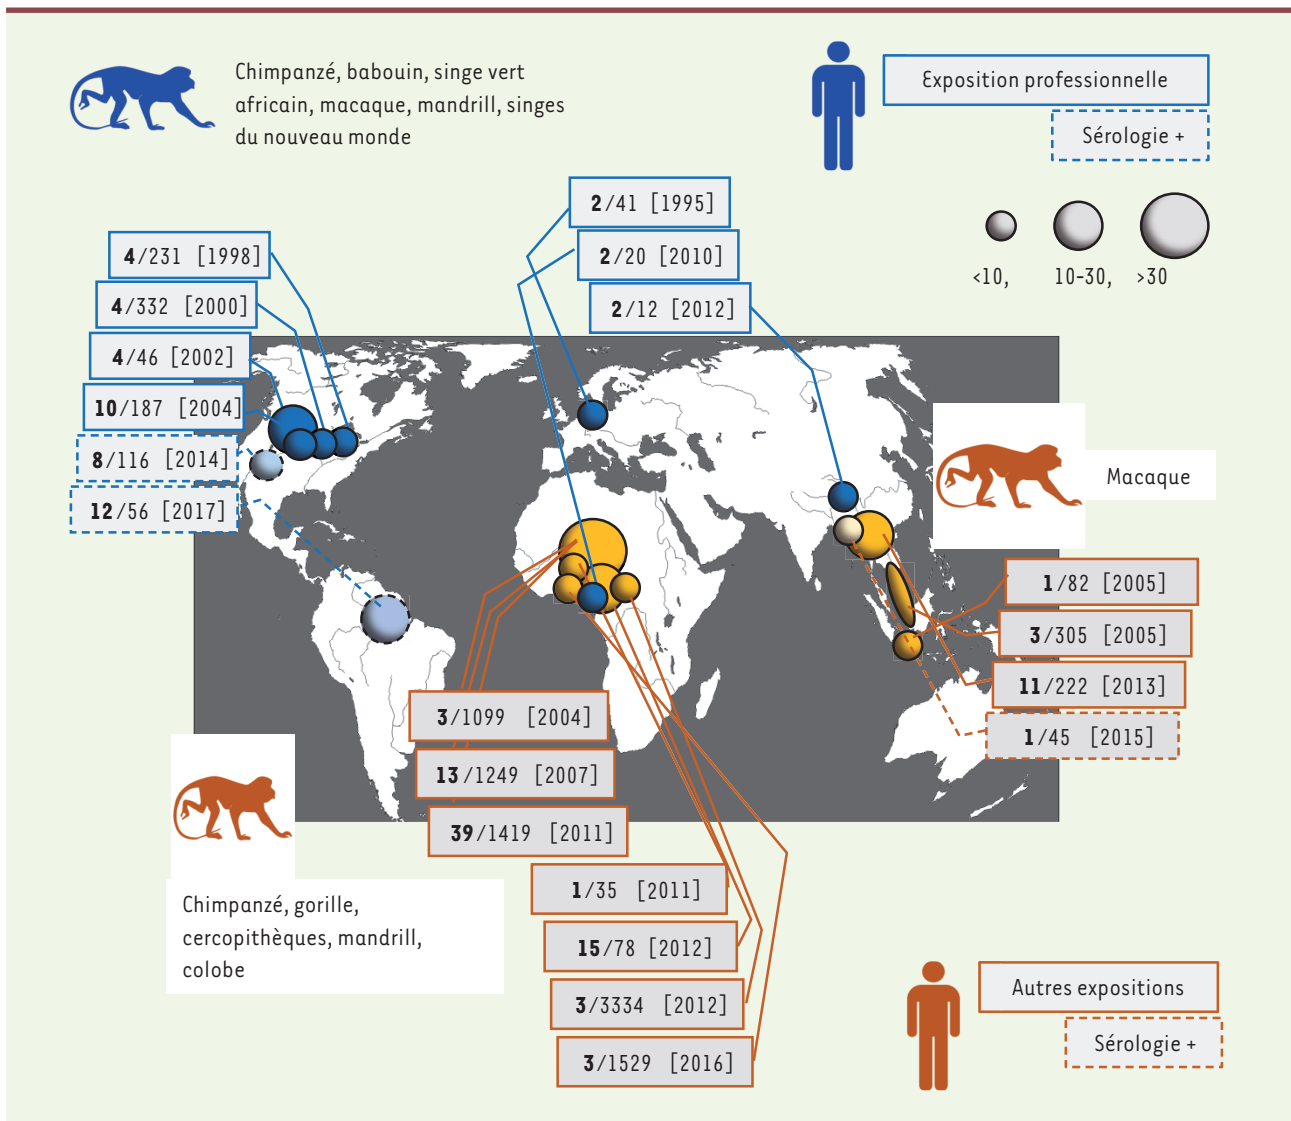 Chimpanzé, babouin, singe vert
africain, macaque, mandrill, singes
du nouveau monde
Exposition professionnelle
Sérologie +
<10, 10-30, >30
2/41 [1995]
2/20 [2010]
2/12 [2012]
4/231 [1998]
4/332 [2000]
4/46 [2002]
10/187 [2004]
8/116 [2014]
12/56 [2017]
Macaque
1/82 [2005]
3/305 [2005]
11/222 [2013]
1/45 [2015]
3/1099 [2004]
13/1249 [2007]
39/1419 [2011]
1/35 [2011]
15/78 [2012]
3/3334 [2012]
3/1529 [2016]
Chimpanzé, gorille,
cercopithèques, mandrill,
colobe
Autres expositions
Sérologie +